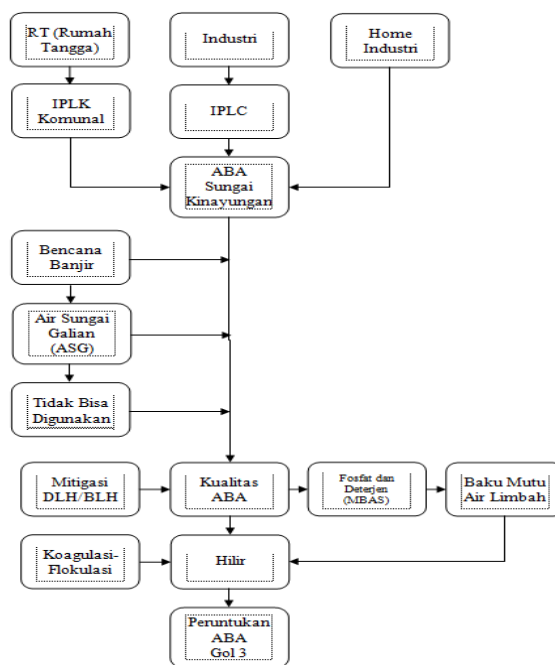 RT (Rumah
Tangga)
Industri
Home
Industri
IPLK
Komunal
IPLC
ABA
Sungai
Kinayungan
Bencana
Banjir
Air Sungai
Galian
(ASG)
Tidak Bisa
Digunakan
Mitigasi
DLH/BLH
Kualitas
ABA
Fosfat dan
Deterjen
(MBAS)
Baku Mutu
Air Limbah
Koagulasi-
Flokulasi
Hilir
Peruntukan
ABA
Gol 3